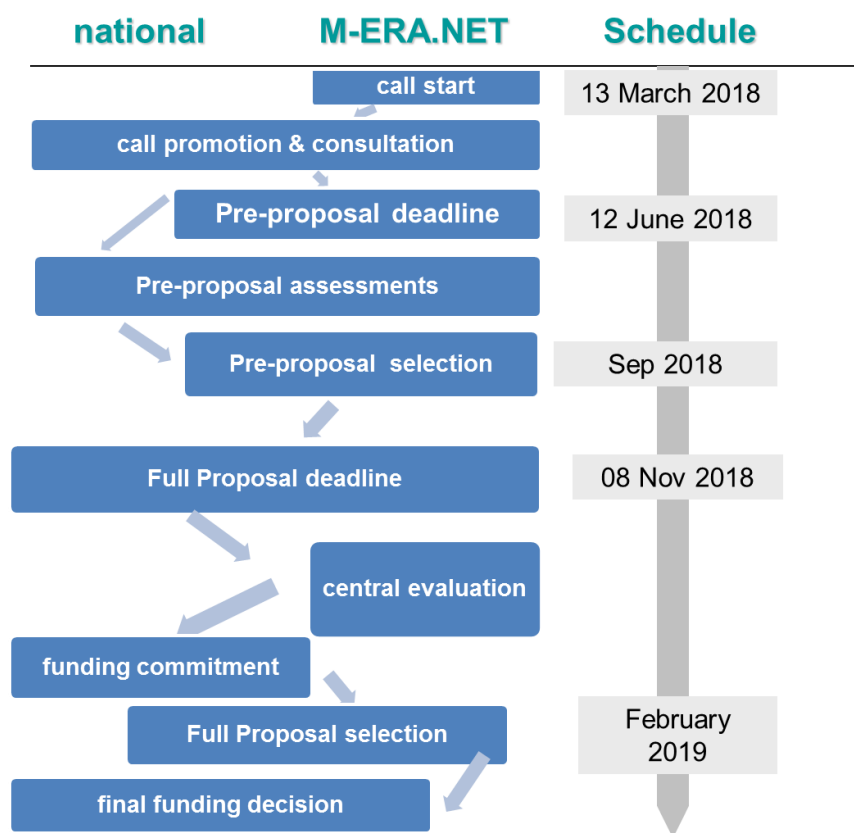 national M-ERA.NET Schedule
call start
13 March 2018
call promotion & consultation
Pre-proposal deadline
12 June 2018
Pre-proposal assessments
Pre-proposal selection
Sep 2018
Full Proposal deadline
08 Nov 2018
central evaluation
funding commitment
Full Proposal selection
February
2019
final funding decision